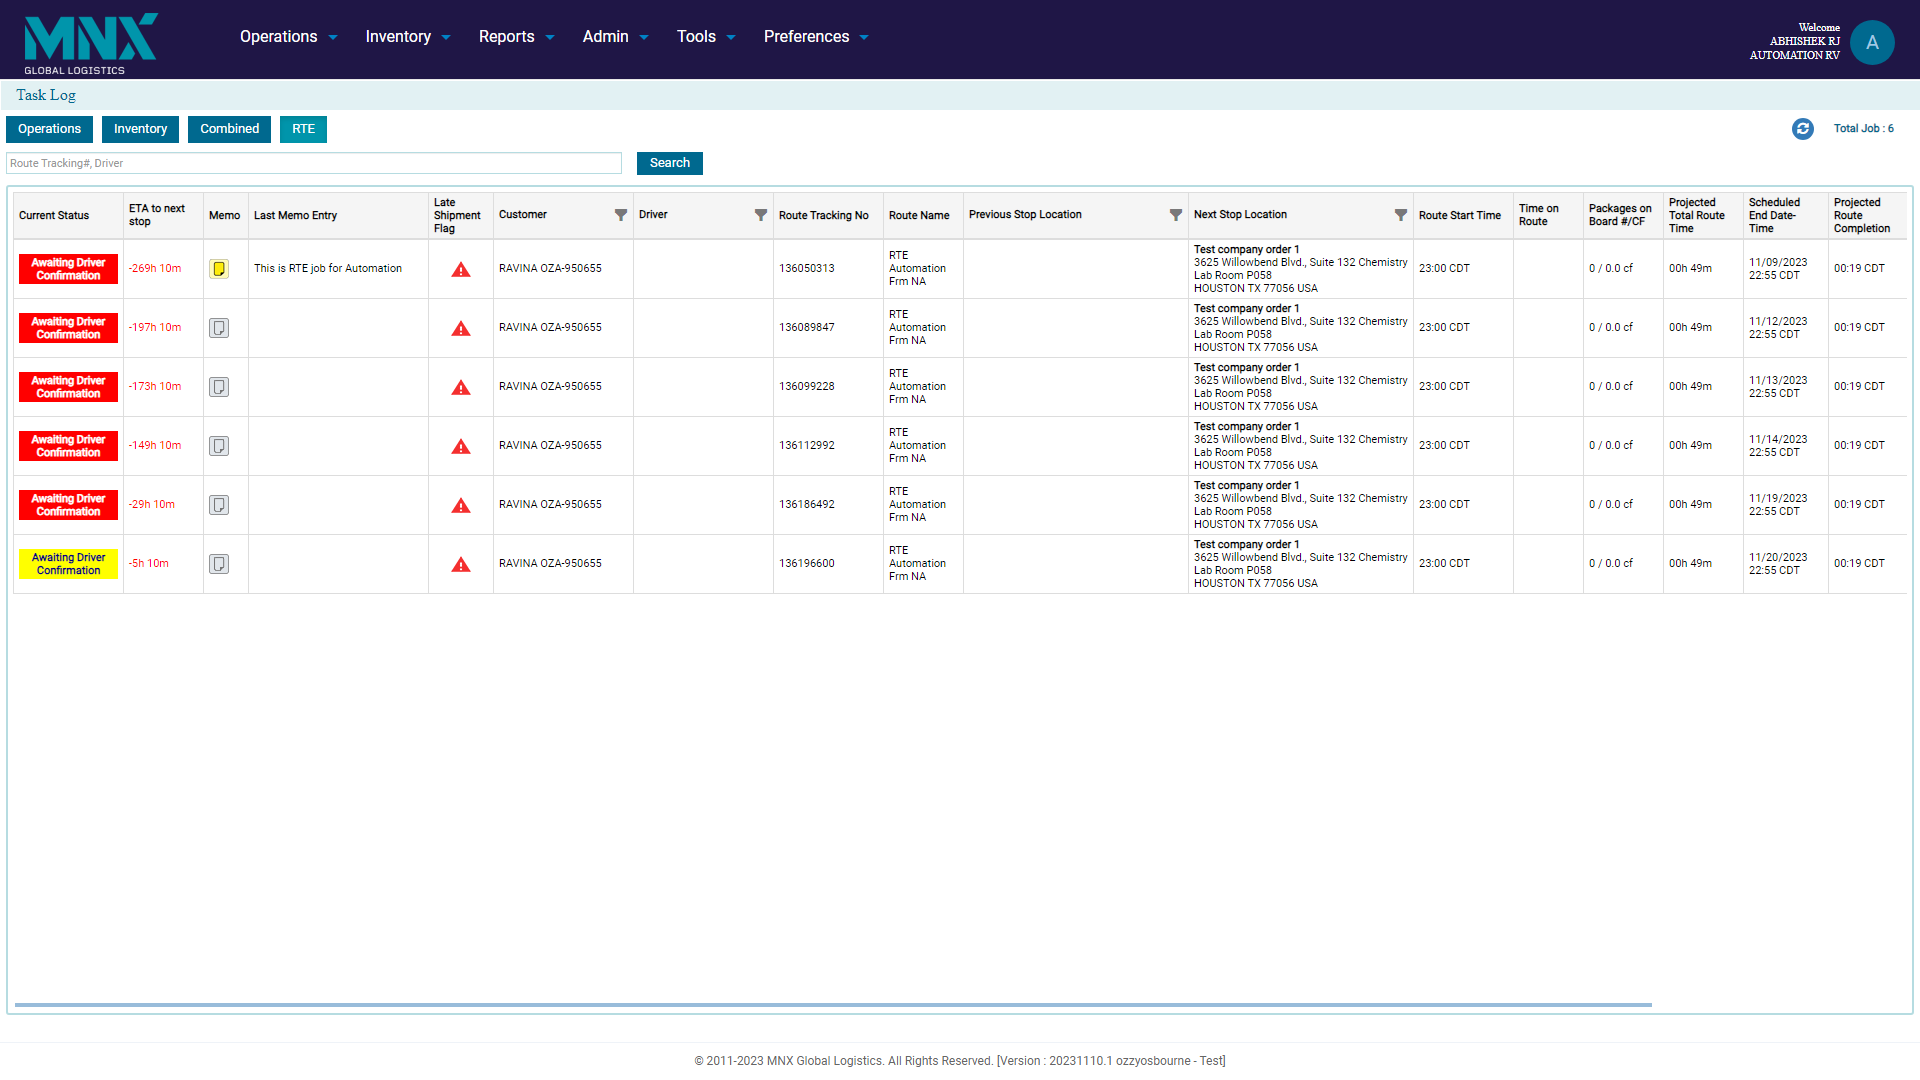 MNX
GLOBAL LOGISTICS
Operations Inventory Reports Admin Tools Preferences
Welcome
ABHISHEK RJ
AUTOMATION RV
A
Task Log
Operations Inventory Combined RTE
Total Job : 6
Route Tracking#, Driver Search
Current Status | ETA to next stop | Memo | Last Memo Entry | Late Shipment Flag | Customer | Driver | Route Tracking No | Route Name | Previous Stop Location | Next Stop Location | Route Start Time | Time on Route | Packages on Board #/CF | Projected Total Route Time | Scheduled End Date-Time | Projected Route Completion
Awaiting Driver Confirmation | -269h 10m | This is RTE job for Automation | RAVINA OZA-950655 | 136050313 | RTE Automation Frm NA | Test company order 1 3625 Willowbend Blvd., Suite 132 Chemistry Lab Room P058 HOUSTON TX 77056 USA | 23:00 CDT | 0 / 0.0 cf | 00h 49m | 11/09/2023 22:55 CDT | 00:19 CDT
Awaiting Driver Confirmation | -197h 10m | RAVINA OZA-950655 | 136089847 | RTE Automation Frm NA | Test company order 1 3625 Willowbend Blvd., Suite 132 Chemistry Lab Room P058 HOUSTON TX 77056 USA | 23:00 CDT | 0 / 0.0 cf | 00h 49m | 11/12/2023 22:55 CDT | 00:19 CDT
Awaiting Driver Confirmation | -173h 10m | RAVINA OZA-950655 | 136099228 | RTE Automation Frm NA | Test company order 1 3625 Willowbend Blvd., Suite 132 Chemistry Lab Room P058 HOUSTON TX 77056 USA | 23:00 CDT | 0 / 0.0 cf | 00h 49m | 11/13/2023 22:55 CDT | 00:19 CDT
Awaiting Driver Confirmation | -149h 10m | RAVINA OZA-950655 | 136112992 | RTE Automation Frm NA | Test company order 1 3625 Willowbend Blvd., Suite 132 Chemistry Lab Room P058 HOUSTON TX 77056 USA | 23:00 CDT | 0 / 0.0 cf | 00h 49m | 11/14/2023 22:55 CDT | 00:19 CDT
Awaiting Driver Confirmation | -29h 10m | RAVINA OZA-950655 | 136186492 | RTE Automation Frm NA | Test company order 1 3625 Willowbend Blvd., Suite 132 Chemistry Lab Room P058 HOUSTON TX 77056 USA | 23:00 CDT | 0 / 0.0 cf | 00h 49m | 11/19/2023 22:55 CDT | 00:19 CDT
Awaiting Driver Confirmation | -5h 10m | RAVINA OZA-950655 | 136196600 | RTE Automation Frm NA | Test company order 1 3625 Willowbend Blvd., Suite 132 Chemistry Lab Room P058 HOUSTON TX 77056 USA | 23:00 CDT | 0 / 0.0 cf | 00h 49m | 11/20/2023 22:55 CDT | 00:19 CDT
© 2011-2023 MNX Global Logistics. All Rights Reserved. [Version : 20231110.1 ozzyosbourne - Test]